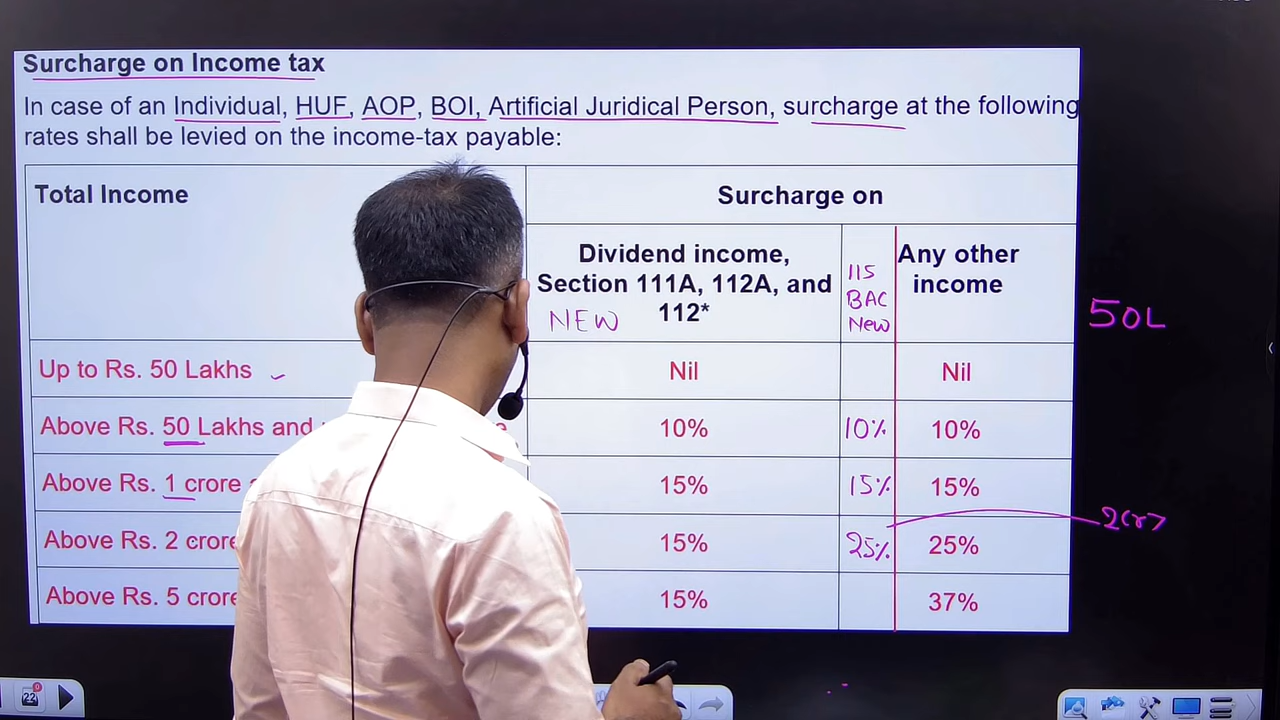 Surcharge on Income tax
In case of an Individual, HUF, AOP, BOI, Artificial Juridical Person, surcharge at the following
rates shall be levied on the income-tax payable:
Total Income
Surcharge on
Dividend income,
Section 111A, 112A, and
112*
NEW
115
BAC
New
Any other
income
50L
Up to Rs. 50 Lakhs
Nil
Nil
Above Rs. 50 Lakhs and
10%
10%
10%
Above Rs. 1 crore
15%
15%
15%
2Cr>
Above Rs. 2 crore
15%
25%
25%
Above Rs. 5 crore
15%
37%
22